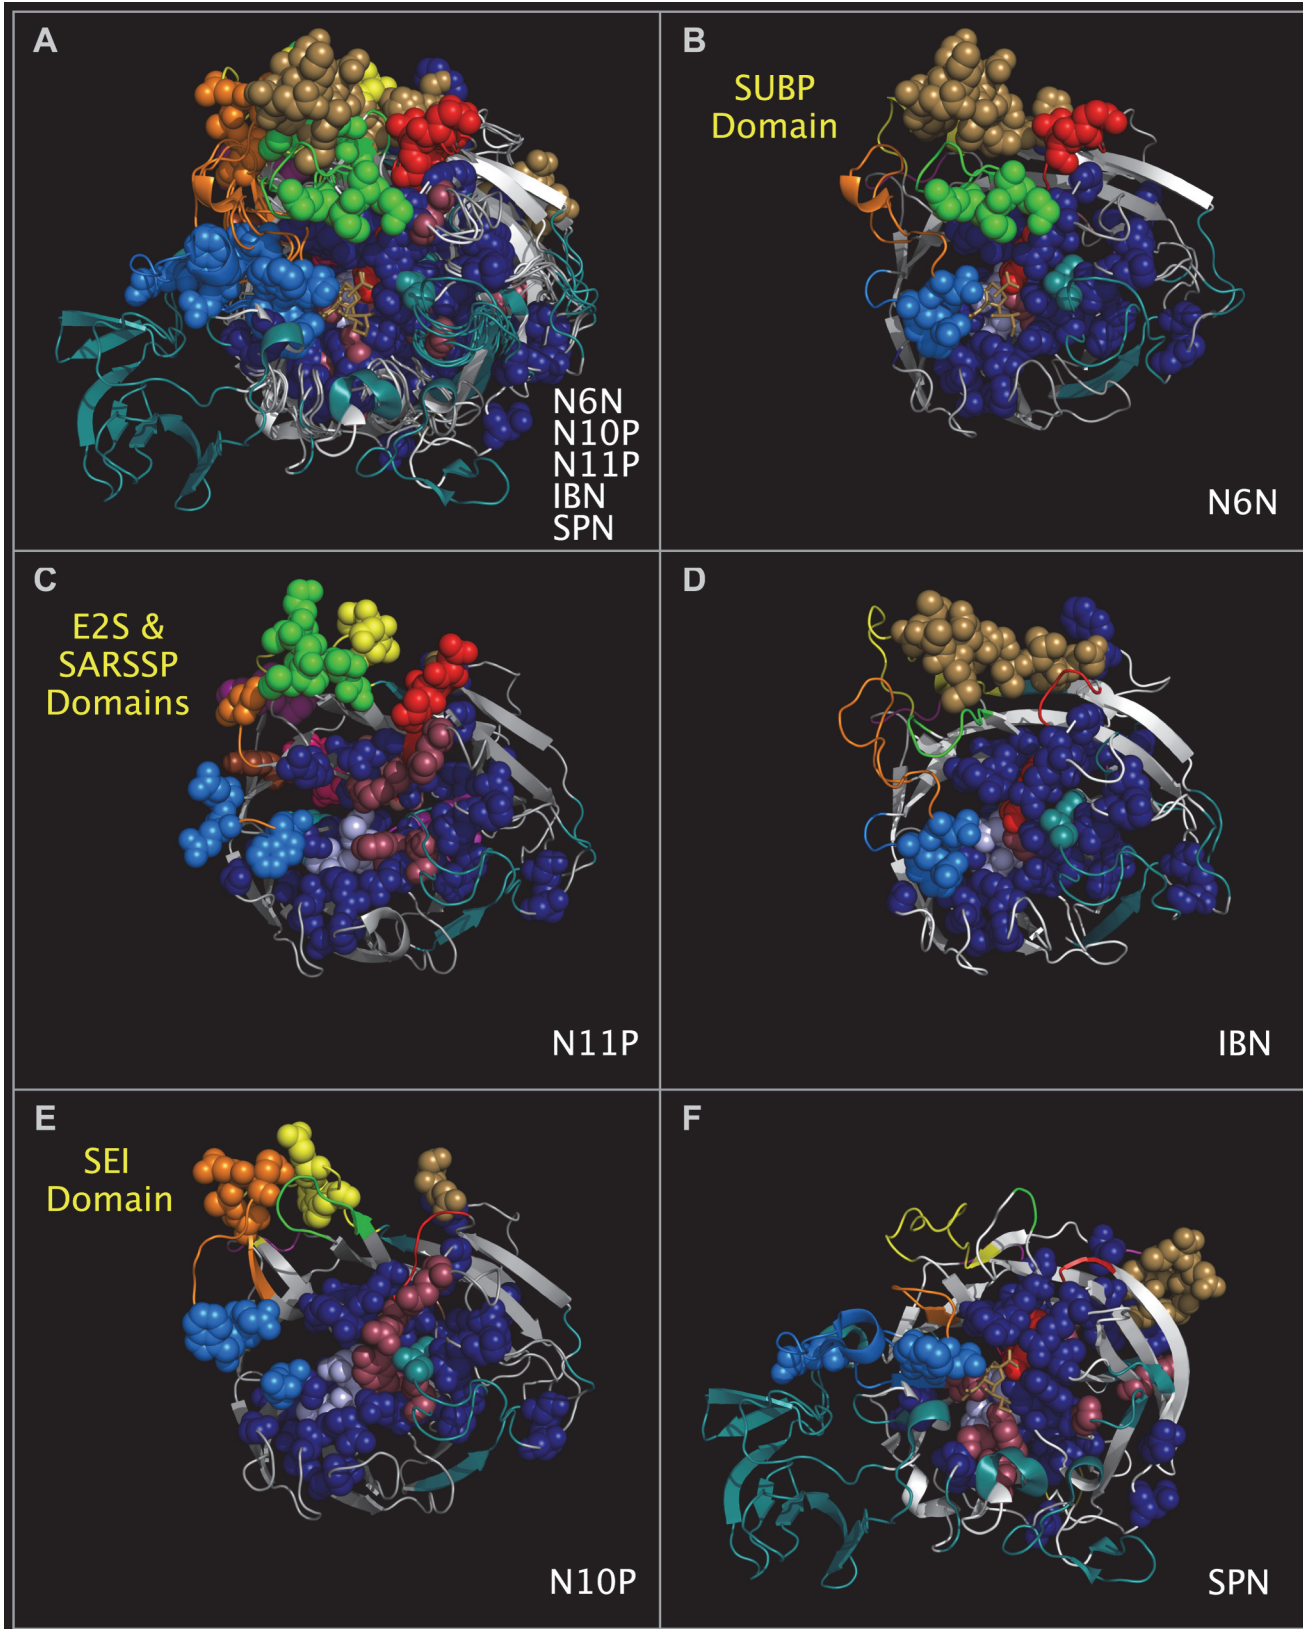 A
N6N
N10P
N11P
IBN
SPN
B
SUBP
Domain
N6N
C
E2S &
SARSSP
Domains
N11P
D
IBN
E
SEI
Domain
N10P
F
SPN